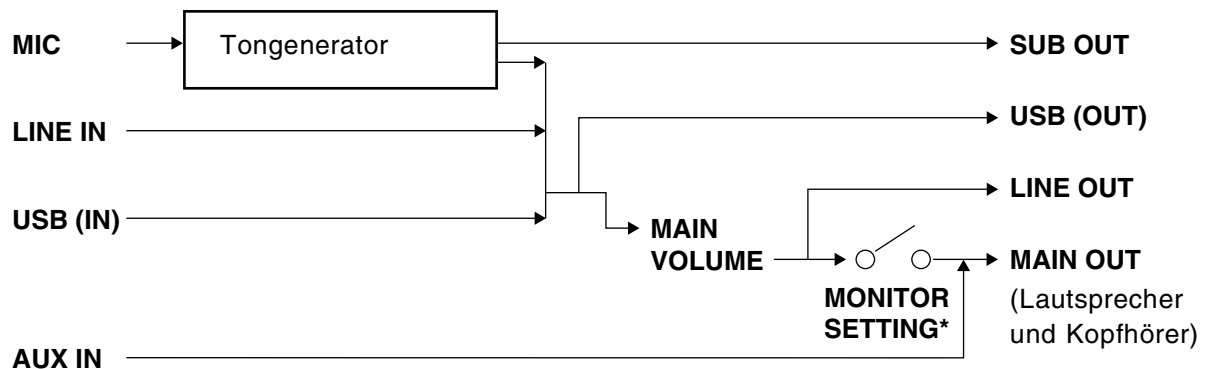 MIC
Tongenerator
SUB OUT
LINE IN
USB (OUT)
USB (IN)
LINE OUT
MAIN
VOLUME
MAIN OUT
(Lautsprecher
und Kopfhörer)
MONITOR
SETTING*
AUX IN